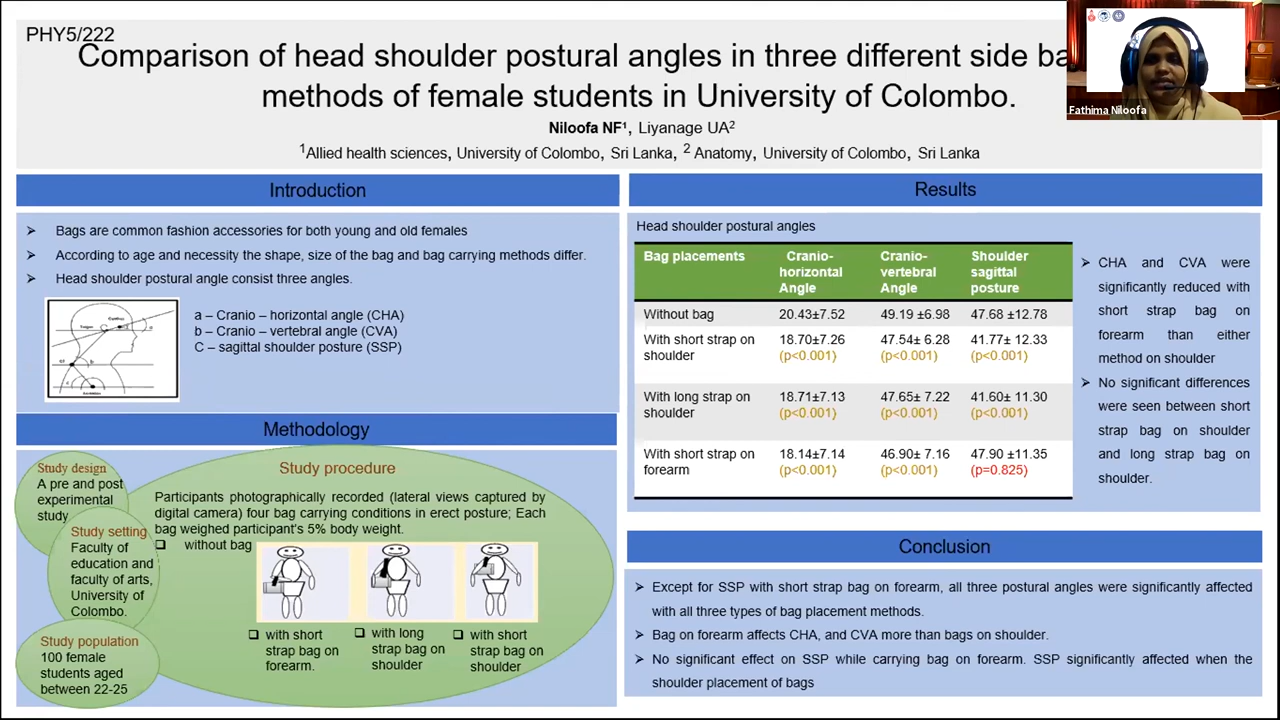 PHY5/222
Comparison of head shoulder postural angles in three different side
methods of female students in University of Colombo.
Niloofa NF¹, Liyanage UA²
¹Allied health sciences, University of Colombo, Sri Lanka, ² Anatomy, University of Colombo, Sri Lanka
Fathima Niloofa
Introduction
➢ Bags are common fashion accessories for both young and old females
➢ According to age and necessity the shape, size of the bag and bag carrying methods differ.
➢ Head shoulder postural angle consist three angles.
a – Cranio – horizontal angle (CHA)
b – Cranio – vertebral angle (CVA)
C – sagittal shoulder posture (SSP)
Methodology
Study design
A pre and post
experimental
study
Study setting
Faculty of
education and
faculty of arts,
University of
Colombo.
Study population
100 female
students aged
between 22-25
Study procedure
Participants photographically recorded (lateral views captured by
digital camera) four bag carrying conditions in erect posture; Each
bag weighed participant's 5% body weight.
❑ without bag
❑ with short
strap bag on
forearm.
❑ with long
strap bag on
shoulder
❑ with short
strap bag on
shoulder
Results
Head shoulder postural angles
Bag placements
Cranio-
horizontal
Angle
Cranio-
vertebral
Angle
Shoulder
sagittal
posture
Without bag 20.43±7.52 49.19 ±6.98 47.68 ±12.78
With short strap on 18.70±7.26 47.54± 6.28 41.77± 12.33
shoulder (p<0.001) (p<0.001) (p<0.001)
With long strap on 18.71±7.13 47.65± 7.22 41.60± 11.30
shoulder (p<0.001) (p<0.001) (p<0.001)
With short strap on 18.14±7.14 46.90± 7.16 47.90 ±11.35
forearm (p<0.001) (p<0.001) (p=0.825)
➢ CHA and CVA were
significantly reduced with
short strap bag on
forearm than either
method on shoulder
➢ No significant differences
were seen between short
strap bag on shoulder
and long strap bag on
shoulder.
Conclusion
➢ Except for SSP with short strap bag on forearm, all three postural angles were significantly affected
with all three types of bag placement methods.
➢ Bag on forearm affects CHA, and CVA more than bags on shoulder.
➢ No significant effect on SSP while carrying bag on forearm. SSP significantly affected when the
shoulder placement of bags